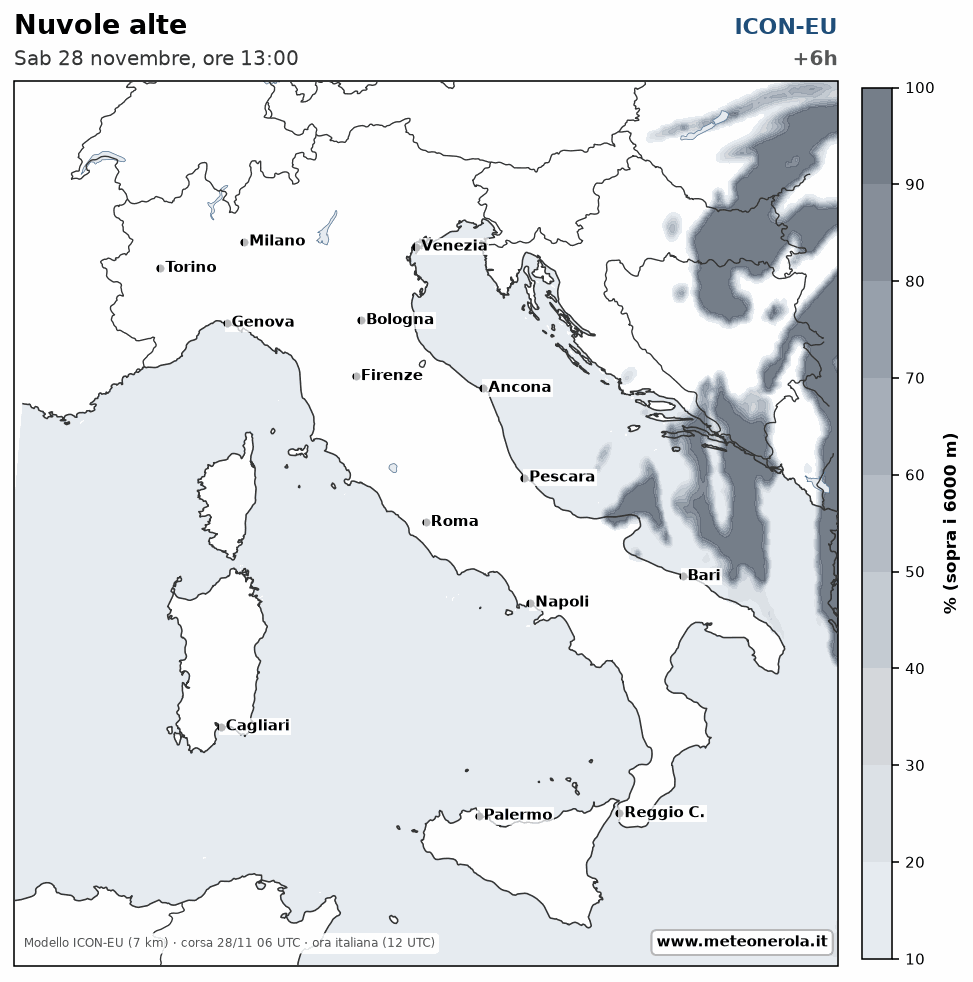 Nuvole alte
ICON-EU
Sab 28 novembre, ore 13:00
+6h
Milano
Venezia
Torino
Genova
Bologna
Firenze
Ancona
Pescara
Roma
Bari
Napoli
Cagliari
Palermo
Reggio C.
100
90
80
70
60
50
40
30
20
10
% (sopra i 6000 m)
Modello ICON-EU (7 km) · corsa 28/11 06 UTC · ora italiana (12 UTC)
www.meteonerola.it